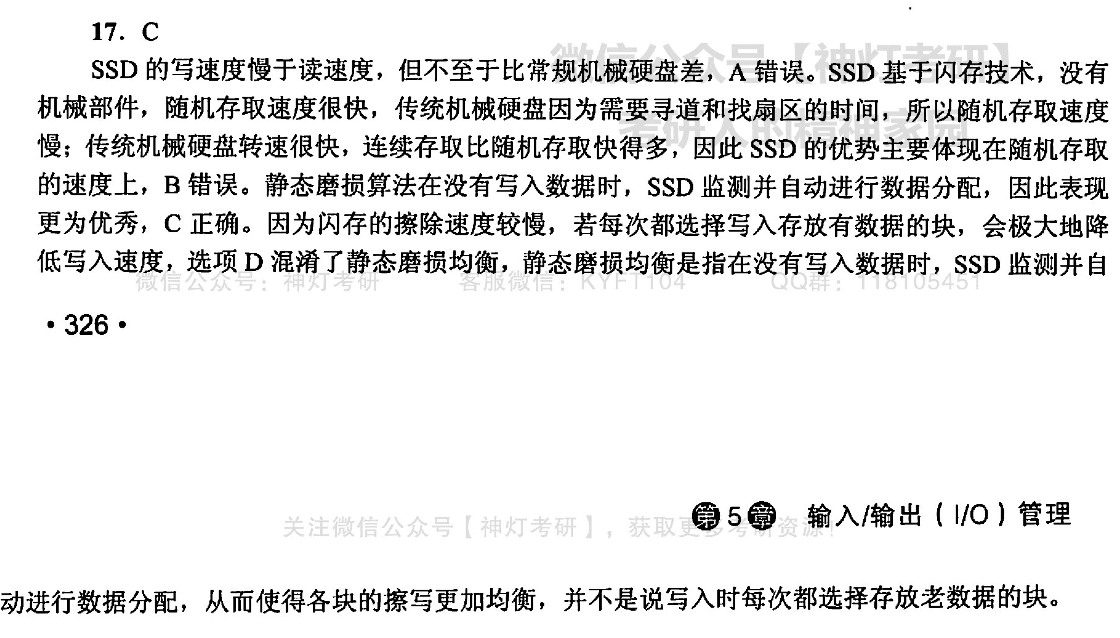 17. C
SSD 的写速度慢于读速度，但不至于比常规机械硬盘差，A 错误。SSD 基于闪存技术，没有
机械部件，随机存取速度很快，传统机械硬盘因为需要寻道和找扇区的时间，所以随机存取速度
慢；传统机械硬盘转速很快，连续存取比随机存取快得多，因此 SSD 的优势主要体现在随机存取
的速度上，B 错误。静态磨损算法在没有写入数据时，SSD 监测并自动进行数据分配，因此表现
更为优秀，C 正确。因为闪存的擦除速度较慢，若每次都选择写入存放有数据的块，会极大地降
低写入速度，选项 D 混淆了静态磨损均衡，静态磨损均衡是指在没有写入数据时，SSD 监测并自
微信公众号【神灯考研】
考研人的精神家园
微信公众号：神灯考研 客服微信：KYFT104 QQ群：118105451
·326·
关注微信公众号【神灯考研】，获取更多考研资源！
第5章 输入/输出（I/O）管理
动进行数据分配，从而使得各块的擦写更加均衡，并不是说写入时每次都选择存放老数据的块。